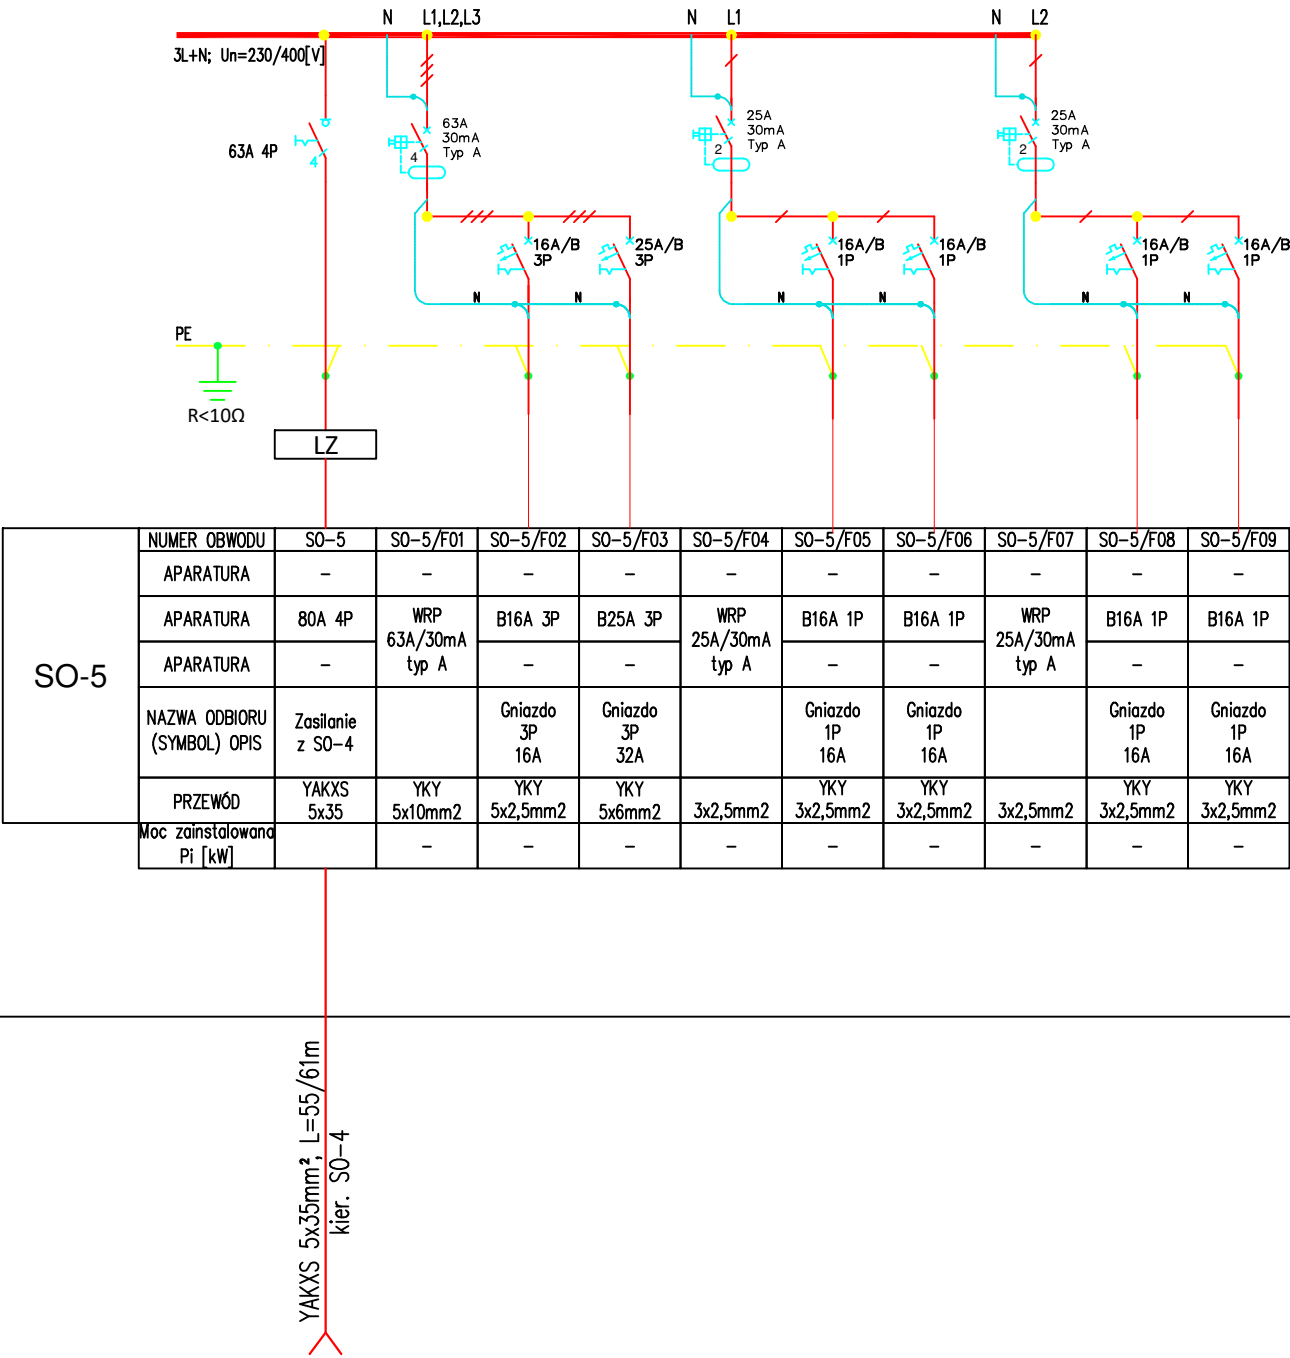 N L1,L2,L3 N L1 N L2
3L+N; Un=230/400[V]
63A 4P
4
63A
30mA
Typ A
4
25A
30mA
Typ A
2
25A
30mA
Typ A
2
16A/B
3P
25A/B
3P
16A/B
1P
16A/B
1P
16A/B
1P
16A/B
1P
N N N N N N
PE
R<10Ω
LZ
SO-5
NUMER OBWODU SO-5 SO-5/F01 SO-5/F02 SO-5/F03 SO-5/F04 SO-5/F05 SO-5/F06 SO-5/F07 SO-5/F08 SO-5/F09
APARATURA - - - - - - - - - -
APARATURA 80A 4P WRP B16A 3P B25A 3P WRP B16A 1P B16A 1P WRP B16A 1P B16A 1P
63A/30mA 25A/30mA 25A/30mA
APARATURA - typ A - - typ A - - typ A - -
NAZWA ODBIORU Zasilanie Gniazdo Gniazdo Gniazdo Gniazdo Gniazdo Gniazdo
(SYMBOL) OPIS z SO-4 3P 3P 1P 1P 1P 1P
16A 32A 16A 16A 16A 16A
PRZEWÓD YAKXS YKY YKY YKY YKY YKY YKY YKY
5x35 5x10mm2 5x2,5mm2 5x6mm2 3x2,5mm2 3x2,5mm2 3x2,5mm2 3x2,5mm2 3x2,5mm2 3x2,5mm2
Moc zainstalowana
Pi [kW] - - - - - - - - -
YAKXS 5x35mm², L=55/61m
kier. SO-4